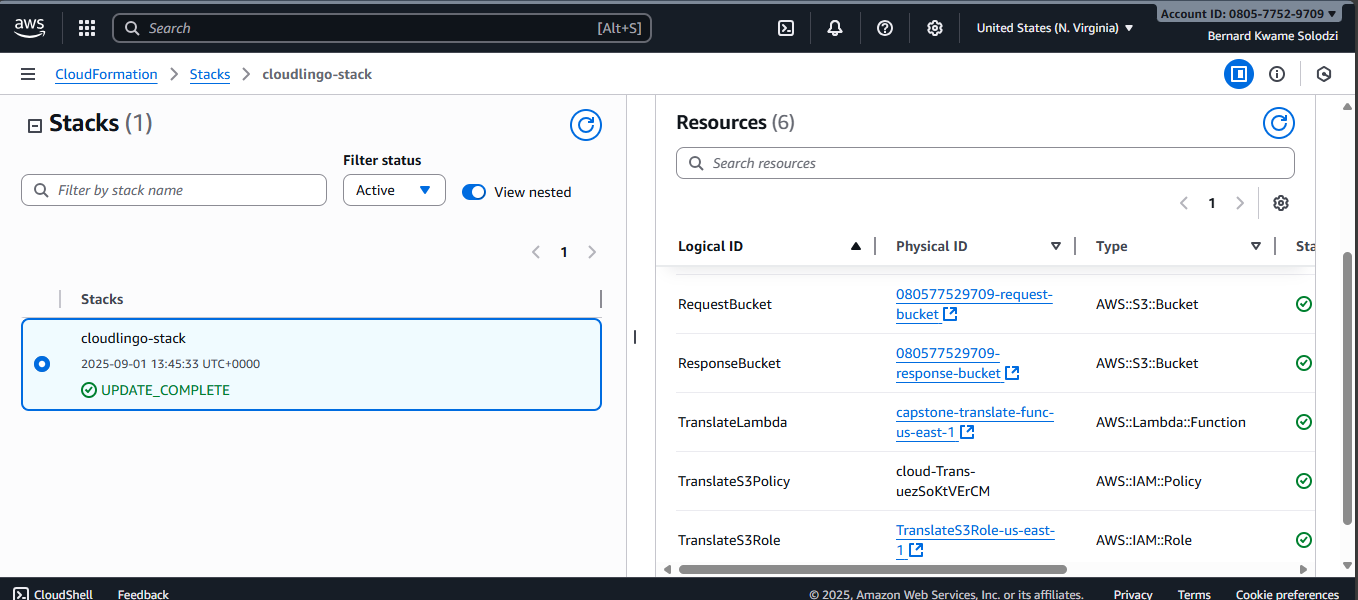 aws
Search
[Alt+S]
United States (N. Virginia)
Account ID: 0805-7752-9709
Bernard Kwame Solodzi
CloudFormation
Stacks
cloudlingo-stack
Stacks (1)
Filter status
Filter by stack name
Active
View nested
1
Stacks
cloudlingo-stack
2025-09-01 13:45:33 UTC+0000
UPDATE_COMPLETE
Resources (6)
Search resources
1
Logical ID
Physical ID
Type
Sta
RequestBucket
080577529709-request-
bucket
AWS::S3::Bucket
ResponseBucket
080577529709-
response-bucket
AWS::S3::Bucket
TranslateLambda
capstone-translate-func-
us-east-1
AWS::Lambda::Function
TranslateS3Policy
cloud-Trans-
uezSoKtVErCM
AWS::IAM::Policy
TranslateS3Role
TranslateS3Role-us-east-
1
AWS::IAM::Role
CloudShell
Feedback
© 2025, Amazon Web Services, Inc. or its affiliates.
Privacy
Terms
Cookie preferences